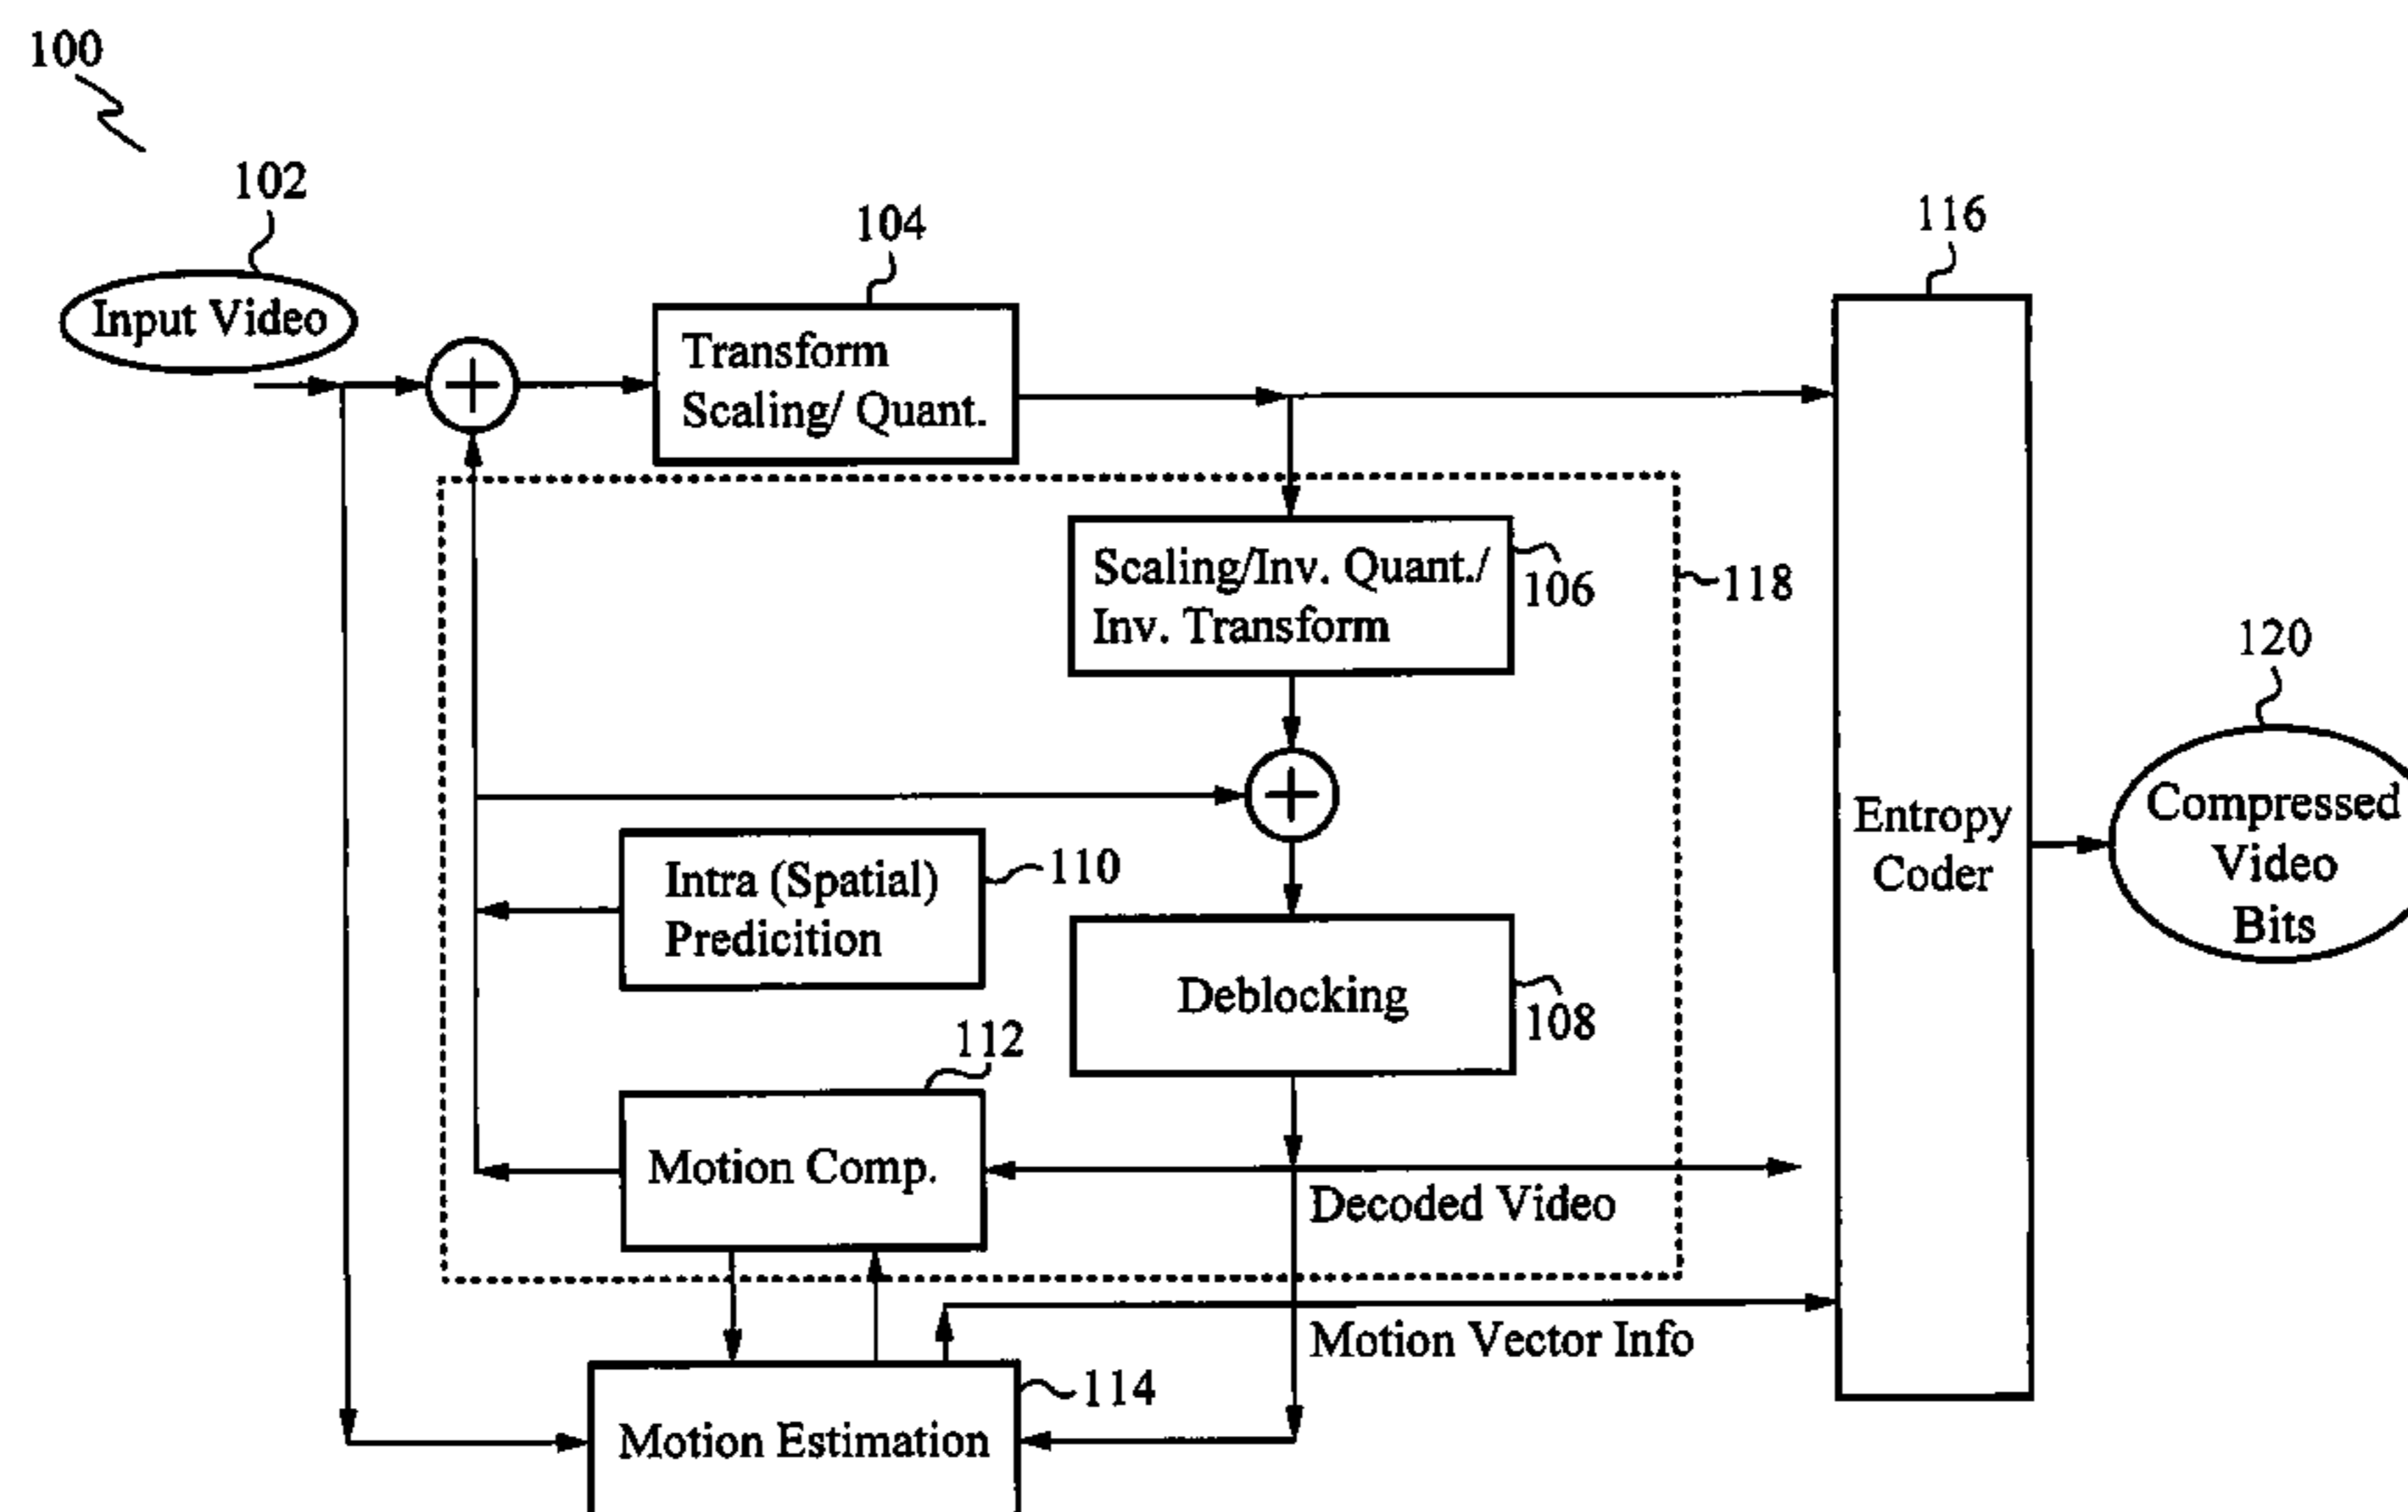 100
102
Input Video
104
Transform
Scaling/ Quant.
116
Scaling/Inv. Quant./
Inv. Transform
106
118
120
Entropy
Coder
Compressed
Video
Bits
Intra (Spatial)
Predicition
110
Deblocking
108
112
Motion Comp.
Decoded Video
Motion Vector Info
114
Motion Estimation